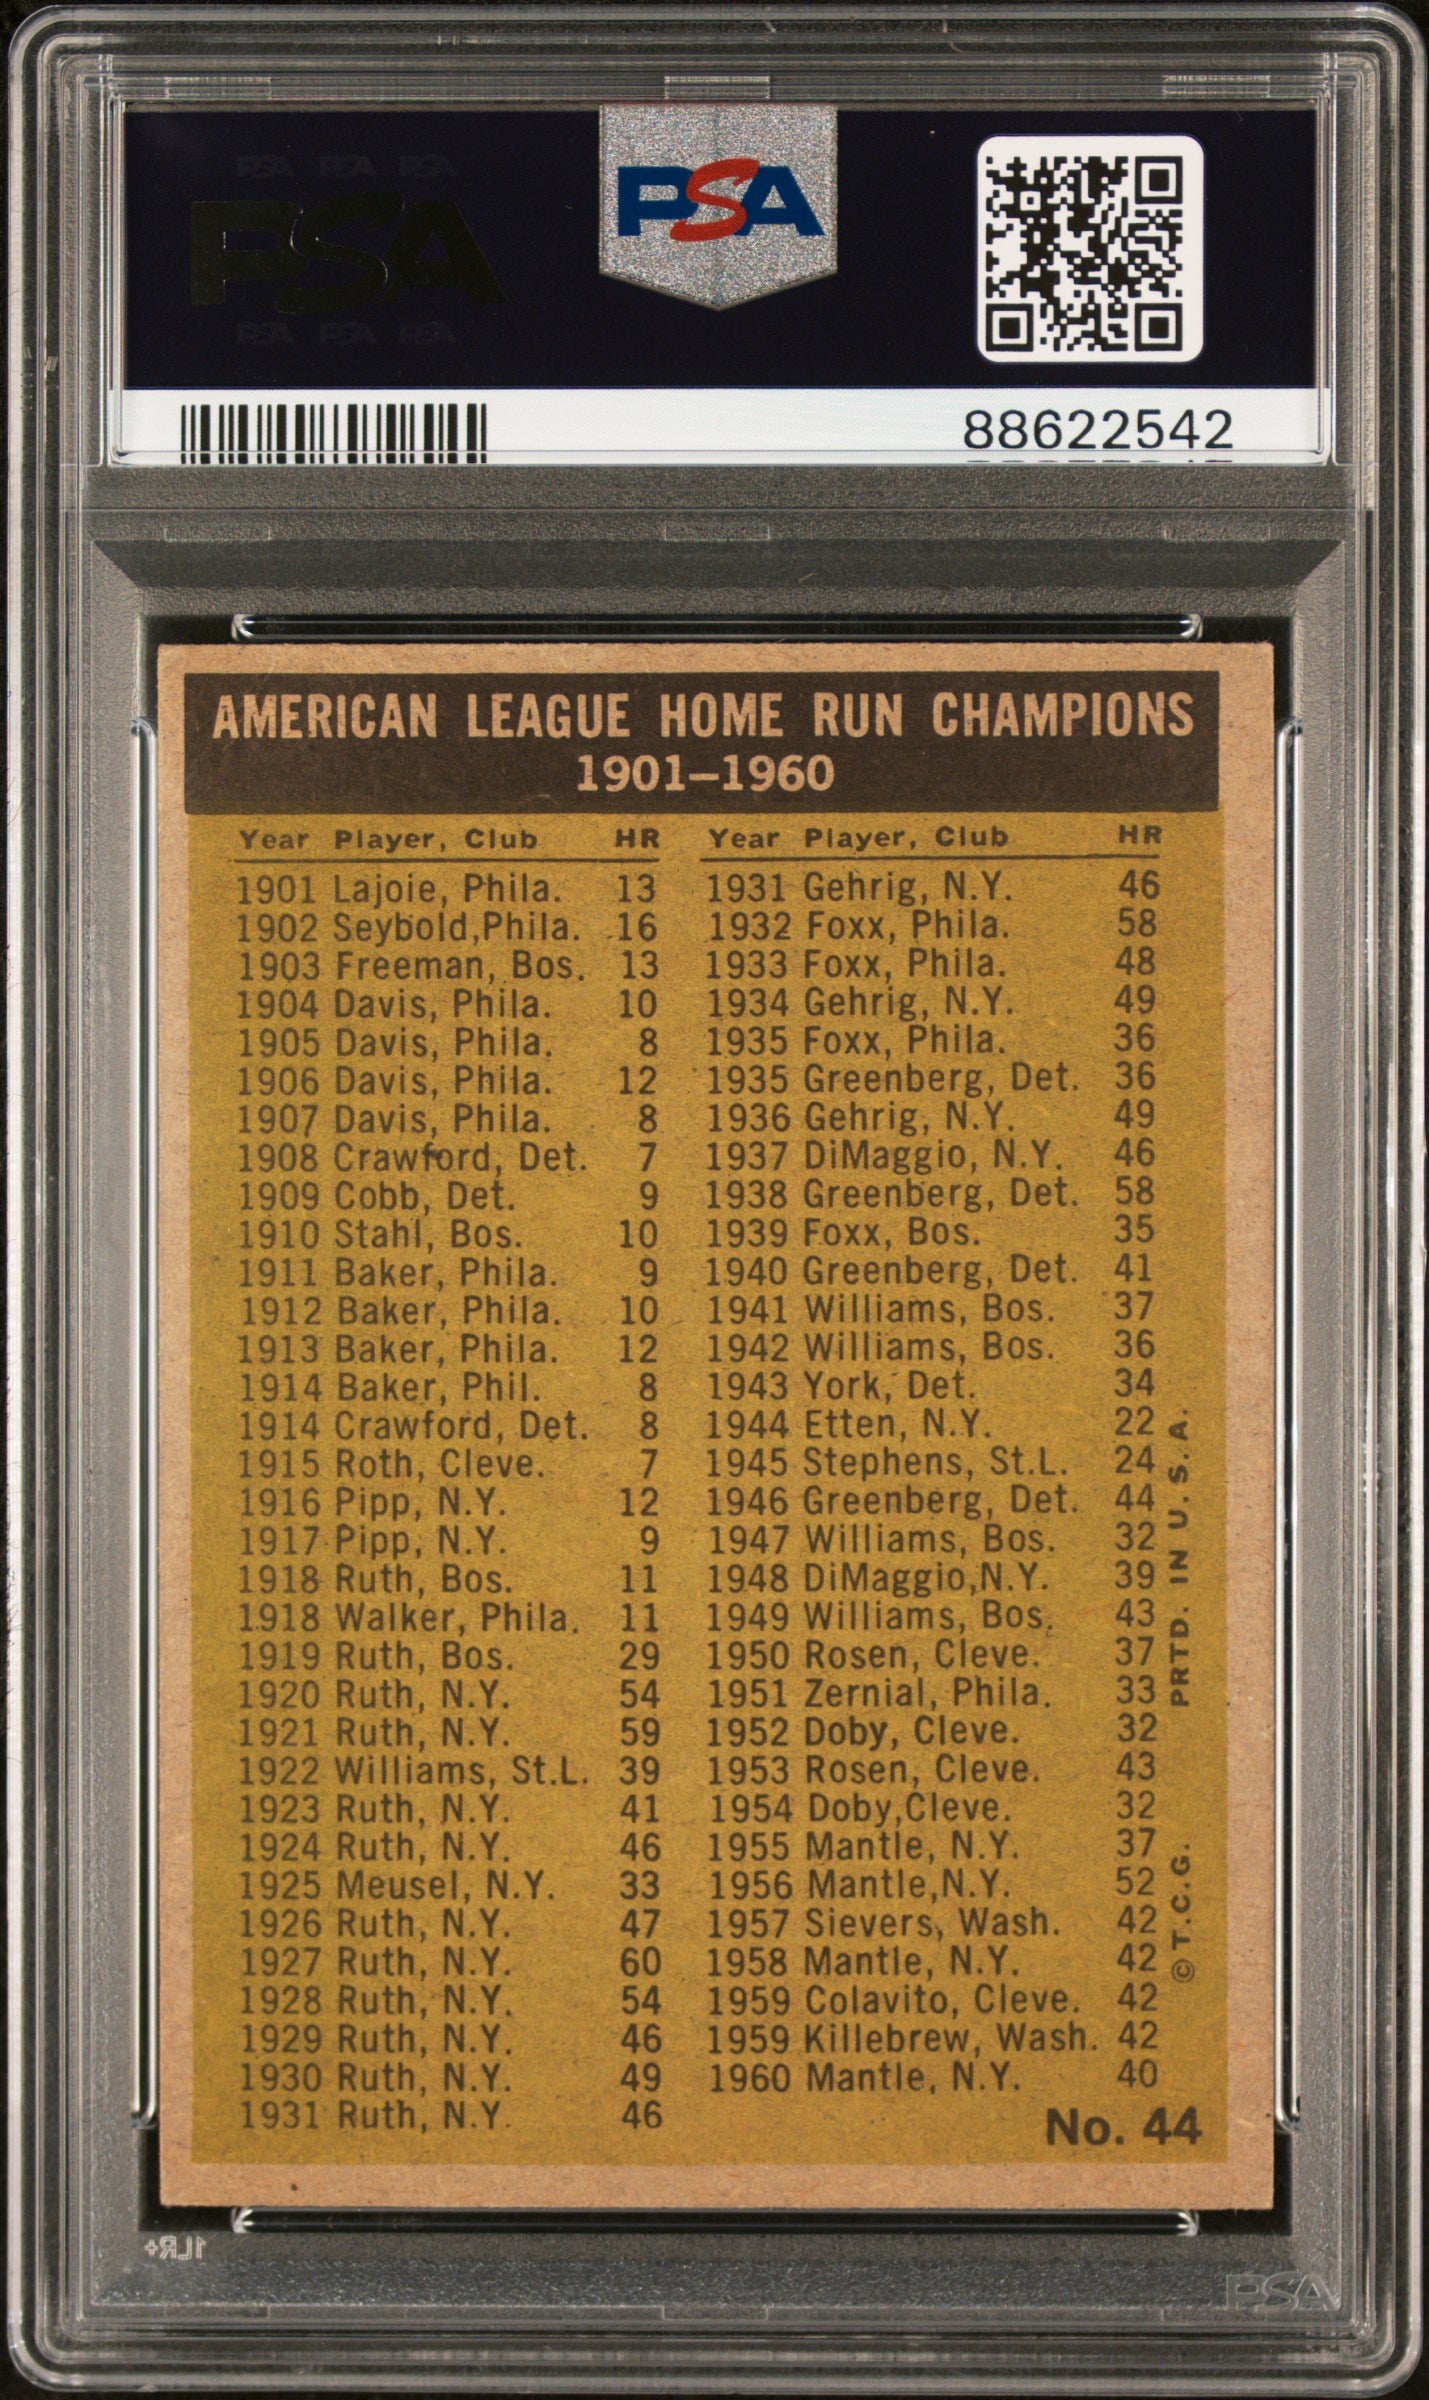 PSA PSA PSA
PSA
PSA PSA PSA
PSA
88622542
AMERICAN LEAGUE HOME RUN CHAMPIONS
1901–1960
Year Player, Club HR
1901 Lajoie, Phila. 13
1902 Seybold,Phila. 16
1903 Freeman, Bos. 13
1904 Davis, Phila. 10
1905 Davis, Phila. 8
1906 Davis, Phila. 12
1907 Davis, Phila. 8
1908 Crawford, Det. 7
1909 Cobb, Det. 9
1910 Stahl, Bos. 10
1911 Baker, Phila. 9
1912 Baker, Phila. 10
1913 Baker, Phila. 12
1914 Baker, Phil. 8
1914 Crawford, Det. 8
1915 Roth, Cleve. 7
1916 Pipp, N.Y. 12
1917 Pipp, N.Y. 9
1918 Ruth, Bos. 11
1918 Walker, Phila. 11
1919 Ruth, Bos. 29
1920 Ruth, N.Y. 54
1921 Ruth, N.Y. 59
1922 Williams, St.L. 39
1923 Ruth, N.Y. 41
1924 Ruth, N.Y. 46
1925 Meusel, N.Y. 33
1926 Ruth, N.Y. 47
1927 Ruth, N.Y. 60
1928 Ruth, N.Y. 54
1929 Ruth, N.Y. 46
1930 Ruth, N.Y. 49
1931 Ruth, N.Y. 46
Year Player, Club HR
1931 Gehrig, N.Y. 46
1932 Foxx, Phila. 58
1933 Foxx, Phila. 48
1934 Gehrig, N.Y. 49
1935 Foxx, Phila. 36
1935 Greenberg, Det. 36
1936 Gehrig, N.Y. 49
1937 DiMaggio, N.Y. 46
1938 Greenberg, Det. 58
1939 Foxx, Bos. 35
1940 Greenberg, Det. 41
1941 Williams, Bos. 37
1942 Williams, Bos. 36
1943 York, Det. 34
1944 Etten, N.Y. 22
1945 Stephens, St.L. 24
1946 Greenberg, Det. 44
1947 Williams, Bos. 32
1948 DiMaggio,N.Y. 39
1949 Williams, Bos. 43
1950 Rosen, Cleve. 37
1951 Zernial, Phila. 33
1952 Doby, Cleve. 32
1953 Rosen, Cleve. 43
1954 Doby,Cleve. 32
1955 Mantle, N.Y. 37
1956 Mantle,N.Y. 52
1957 Sievers, Wash. 42
1958 Mantle, N.Y. 42
1959 Colavito, Cleve. 42
1959 Killebrew, Wash. 42
1960 Mantle, N.Y. 40
No. 44
© T.C.G. PRTD. IN U.S.A.
1LR+
PSA